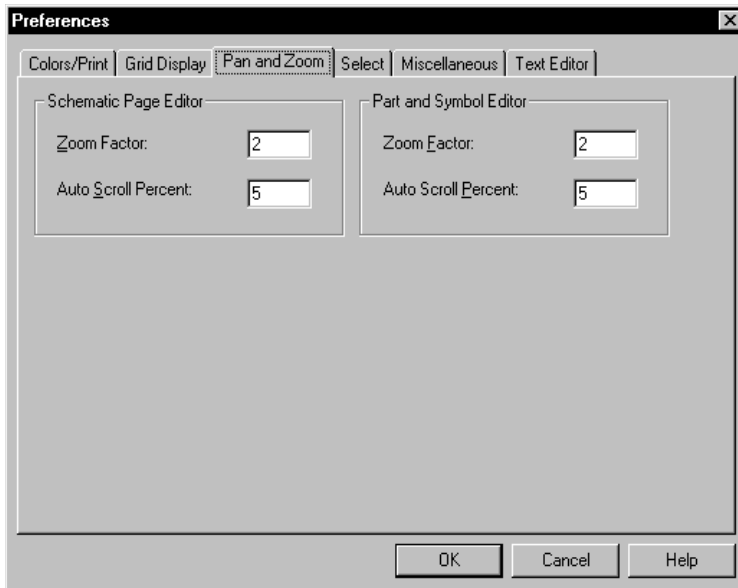 Preferences
Colors/Print Grid Display Pan and Zoom Select Miscellaneous Text Editor
Schematic Page Editor
Zoom Factor: 2
Auto Scroll Percent: 5
Part and Symbol Editor
Zoom Factor: 2
Auto Scroll Percent: 5
OK Cancel Help